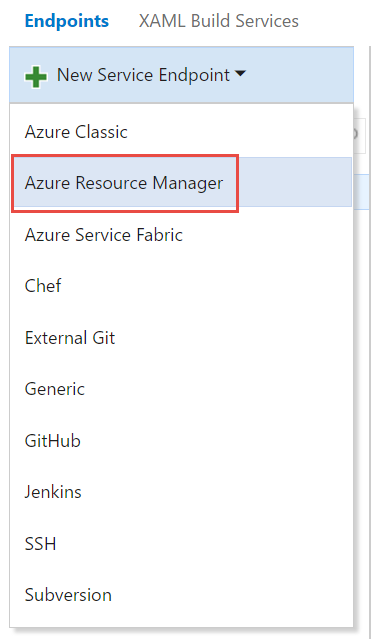 Endpoints XAML Build Services
New Service Endpoint
Azure Classic
Azure Resource Manager
Azure Service Fabric
Chef
External Git
Generic
GitHub
Jenkins
SSH
Subversion